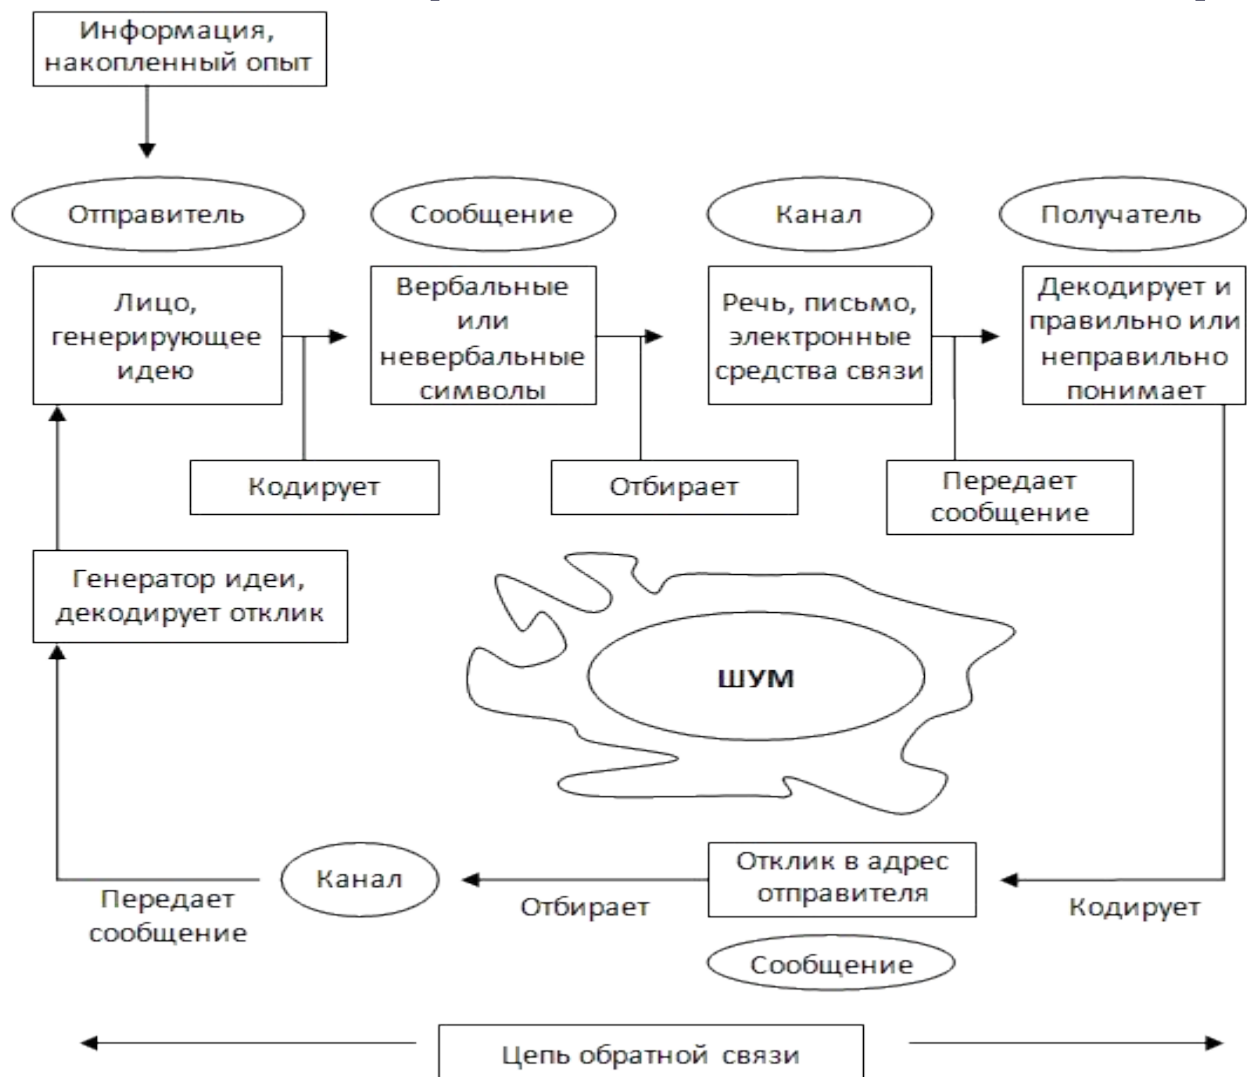 Информация,
накопленный опыт
Отправитель
Сообщение
Канал
Получатель
Лицо,
генерирующее
идею
Вербальные
или
невербальные
символы
Речь, письмо,
электронные
средства связи
Декодирует и
правильно или
неправильно
понимает
Кодирует
Отбирает
Передает
сообщение
Генератор идеи,
декодирует отклик
ШУМ
Передает
сообщение
Канал
Отбирает
Отклик в адрес
отправителя
Кодирует
Сообщение
Цепь обратной связи